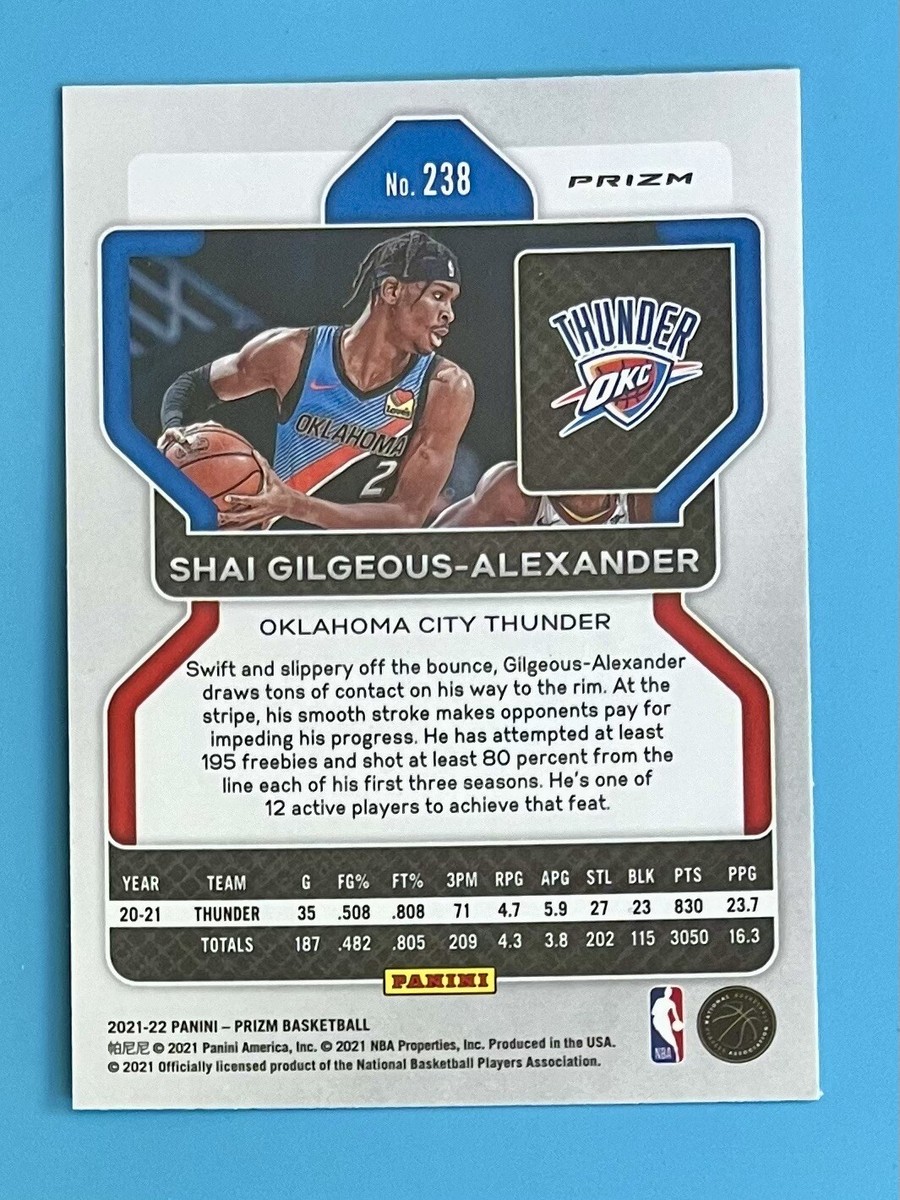 No. 238
PRIZM
THUNDER
OKC
Love's
OKLAHOMA
2
SHAI GILGEOUS-ALEXANDER
OKLAHOMA CITY THUNDER
Swift and slippery off the bounce, Gilgeous-Alexander
draws tons of contact on his way to the rim. At the
stripe, his smooth stroke makes opponents pay for
impeding his progress. He has attempted at least
195 freebies and shot at least 80 percent from the
line each of his first three seasons. He's one of
12 active players to achieve that feat.
YEAR TEAM G FG% FT% 3PM RPG APG STL BLK PTS PPG
20-21 THUNDER 35 .508 .808 71 4.7 5.9 27 23 830 23.7
TOTALS 187 .482 .805 209 4.3 3.8 202 115 3050 16.3
PANINI
2021-22 PANINI – PRIZM BASKETBALL
帕尼尼 © 2021 Panini America, Inc. © 2021 NBA Properties, Inc. Produced in the USA.
© 2021 Officially licensed product of the National Basketball Players Association.
NBA
NATIONAL BASKETBALL
PLAYERS ASSOCIATION